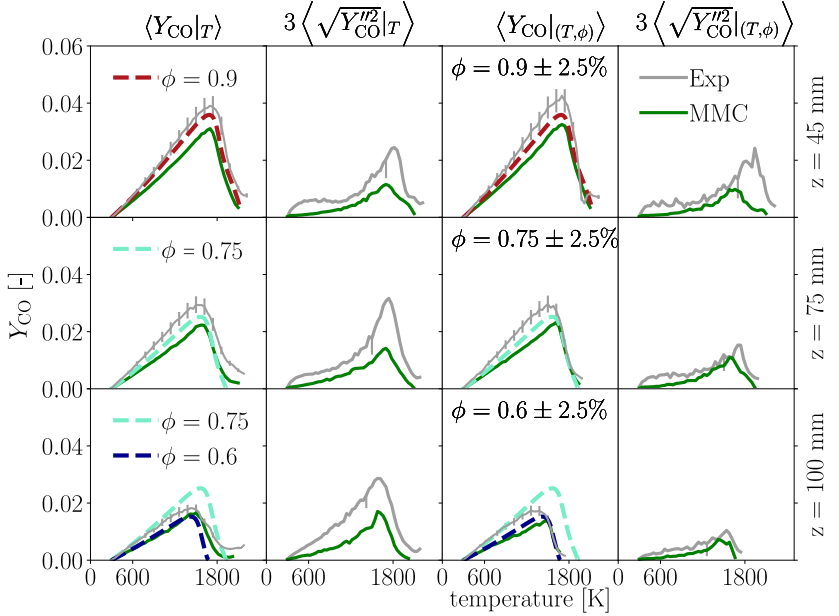 ⟨Y_CO|_T⟩ 3⟨√Y″²_CO|_T⟩ ⟨Y_CO|_(T,ϕ)⟩ 3⟨√Y″²_CO|_(T,ϕ)⟩
0.06
0.04
0.02
0.00
ϕ = 0.9
ϕ = 0.9 ± 2.5%
Exp
MMC
z = 45 mm
0.04
0.02
0.00
Y_CO [-]
ϕ = 0.75
ϕ = 0.75 ± 2.5%
z = 75 mm
0.04
0.02
0.00
ϕ = 0.75
ϕ = 0.6
ϕ = 0.6 ± 2.5%
z = 100 mm
0 600 1800 0 600 1800 0 600 1800 0 600 1800
temperature [K]